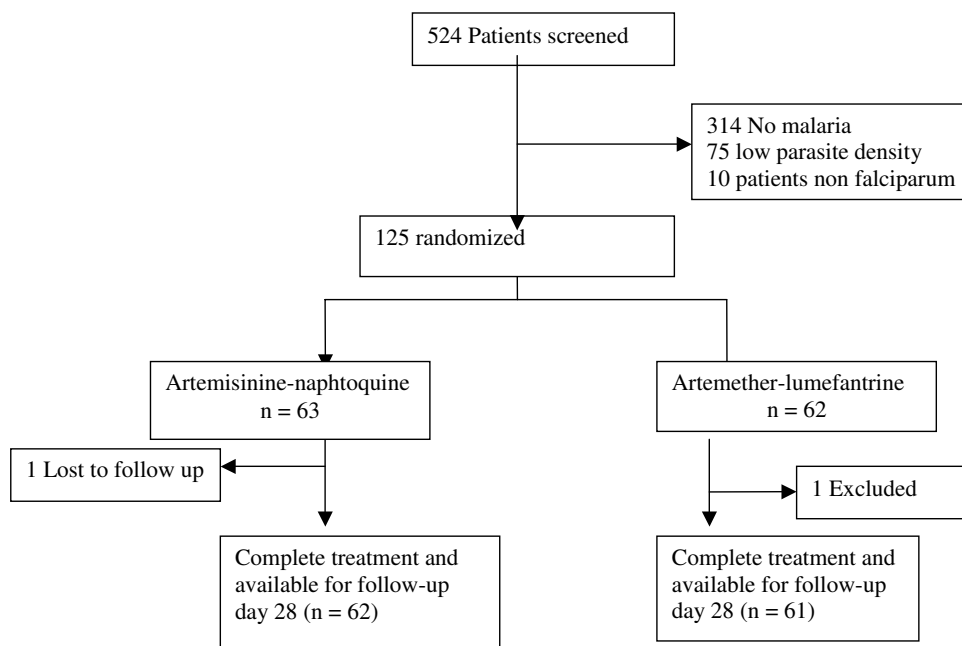 524 Patients screened
314 No malaria
75 low parasite density
10 patients non falciparum
125 randomized
Artemisinine-naphtoquine
n = 63
Artemether-lumefantrine
n = 62
1 Lost to follow up
1 Excluded
Complete treatment and
available for follow-up
day 28 (n = 62)
Complete treatment and
available for follow-up
day 28 (n = 61)